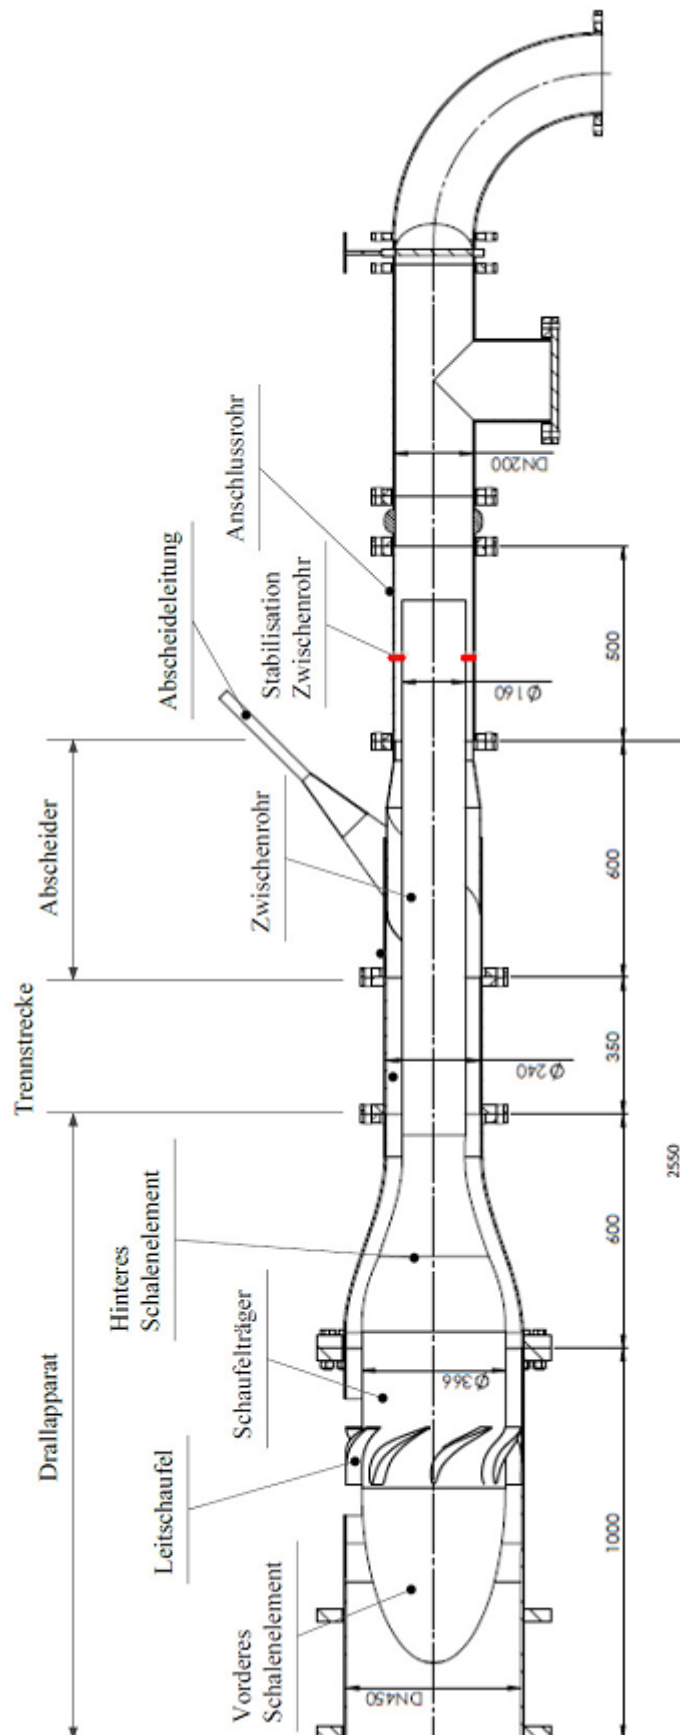 DN200
Anschlussrohr
Abscheideleitung
Stabilisation
Zwischenrohr
500
Ø160
Abscheider
Zwischenrohr
600
Trennstrecke
350
Ø240
2550
Hinteres
Schalenelement
600
Schaufelträger
Ø366
Drallapparat
Leitschaufel
1000
Vorderes
Schalenelement
DN450